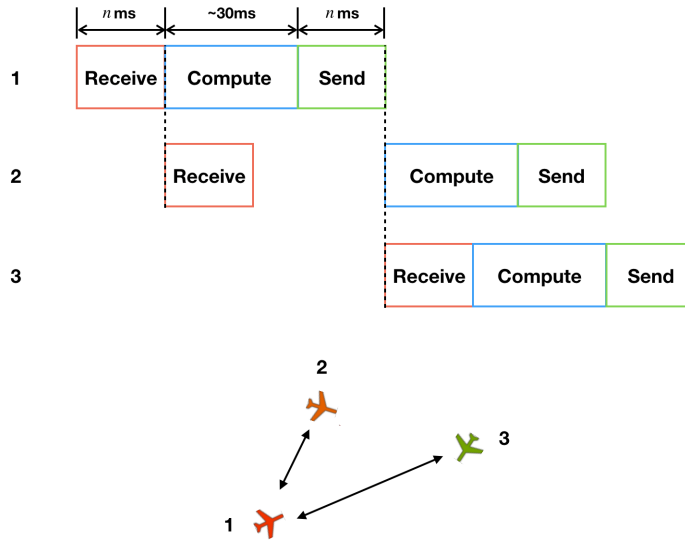 n ms ~30ms n ms
1 Receive Compute Send
2 Receive Compute Send
3 Receive Compute Send
2
3
1